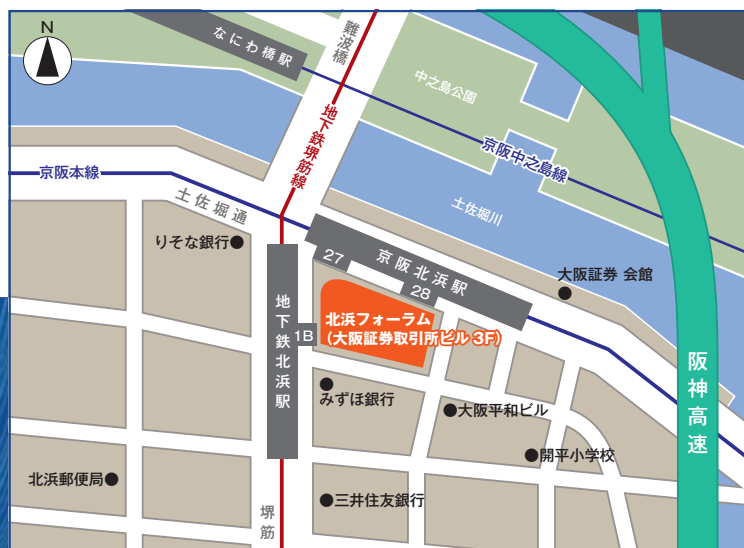 N
なにわ橋駅
難波橋
中之島公園
地下鉄堺筋線
京阪中之島線
京阪本線
土佐堀通
土佐堀川
りそな銀行
京阪北浜駅
27
28
大阪証券 会館
地下鉄北浜駅
1B
北浜フォーラム
(大阪証券取引所ビル 3F)
阪神高速
みずほ銀行
大阪平和ビル
開平小学校
北浜郵便局
三井住友銀行
堺筋